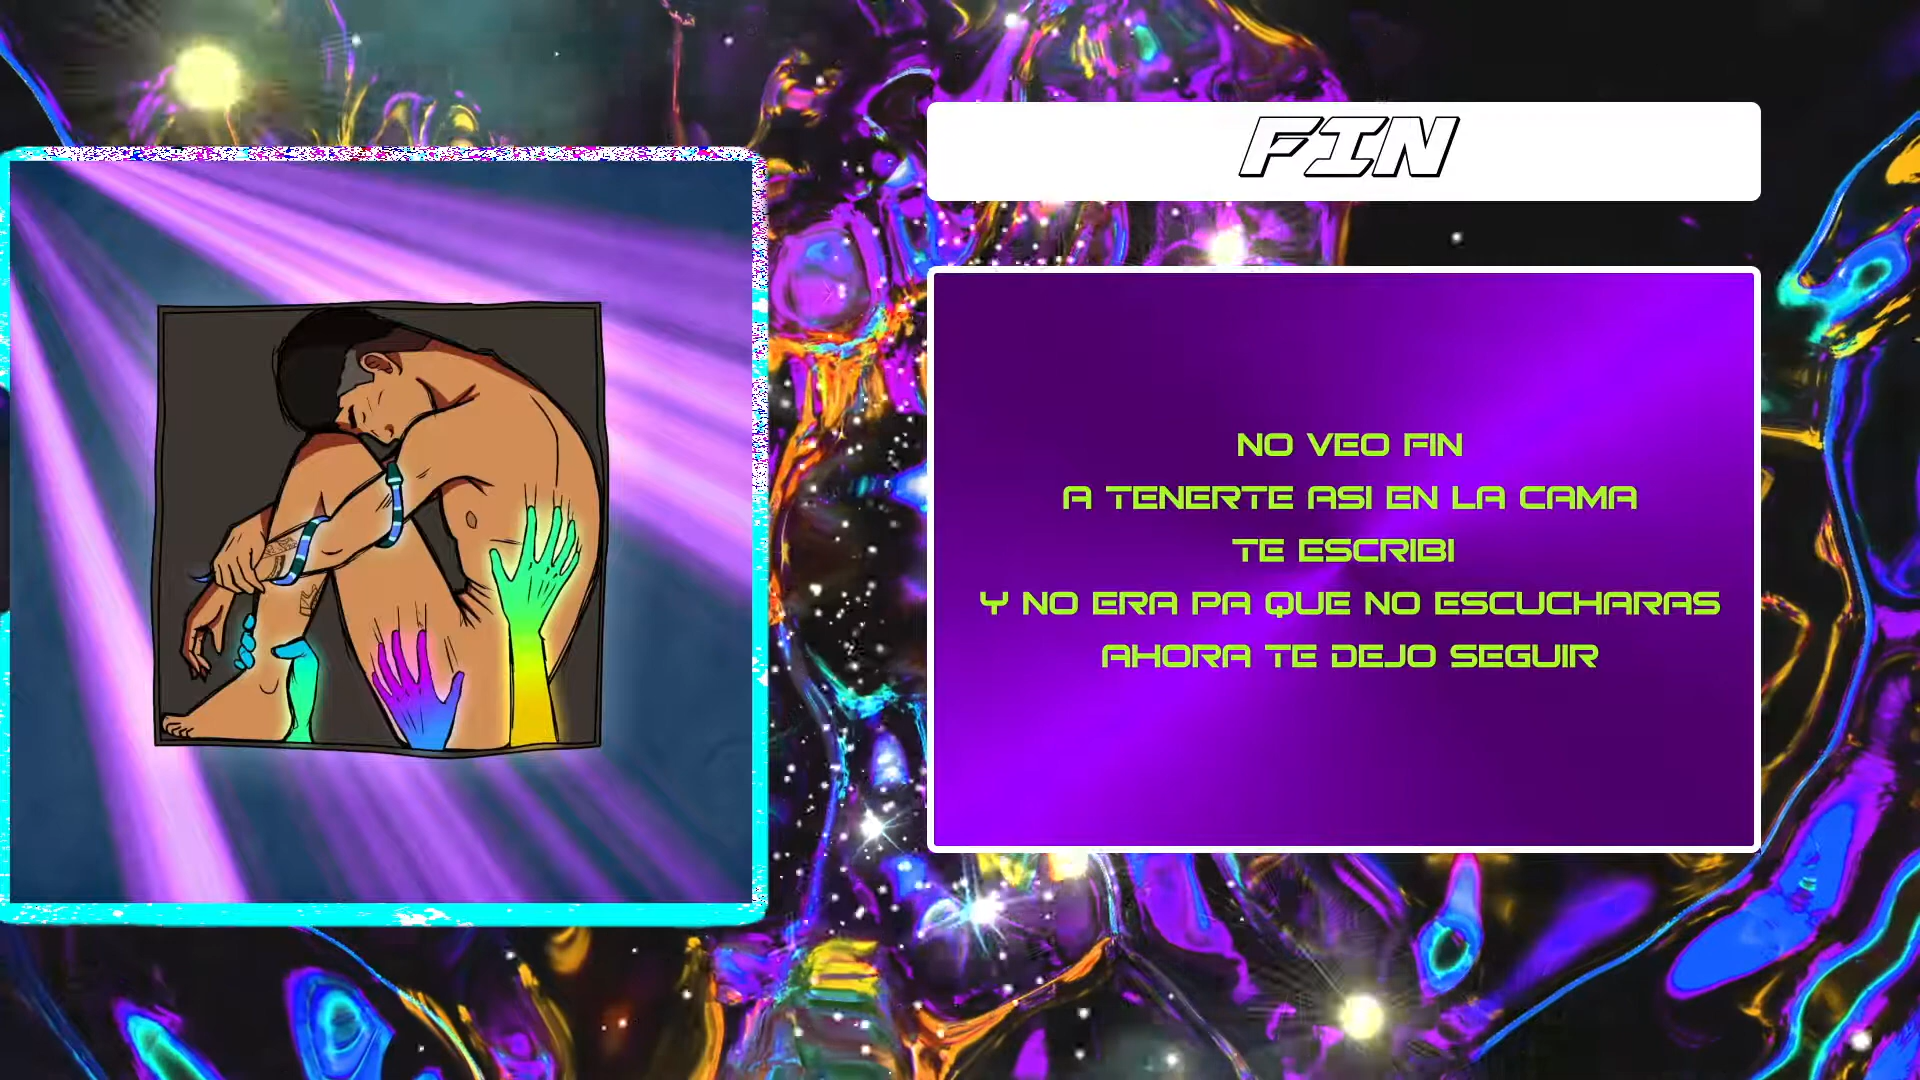 FIN
NO VEO FIN
A TENERTE ASI EN LA CAMA
TE ESCRIBI
Y NO ERA PA QUE NO ESCUCHARAS
AHORA TE DEJO SEGUIR